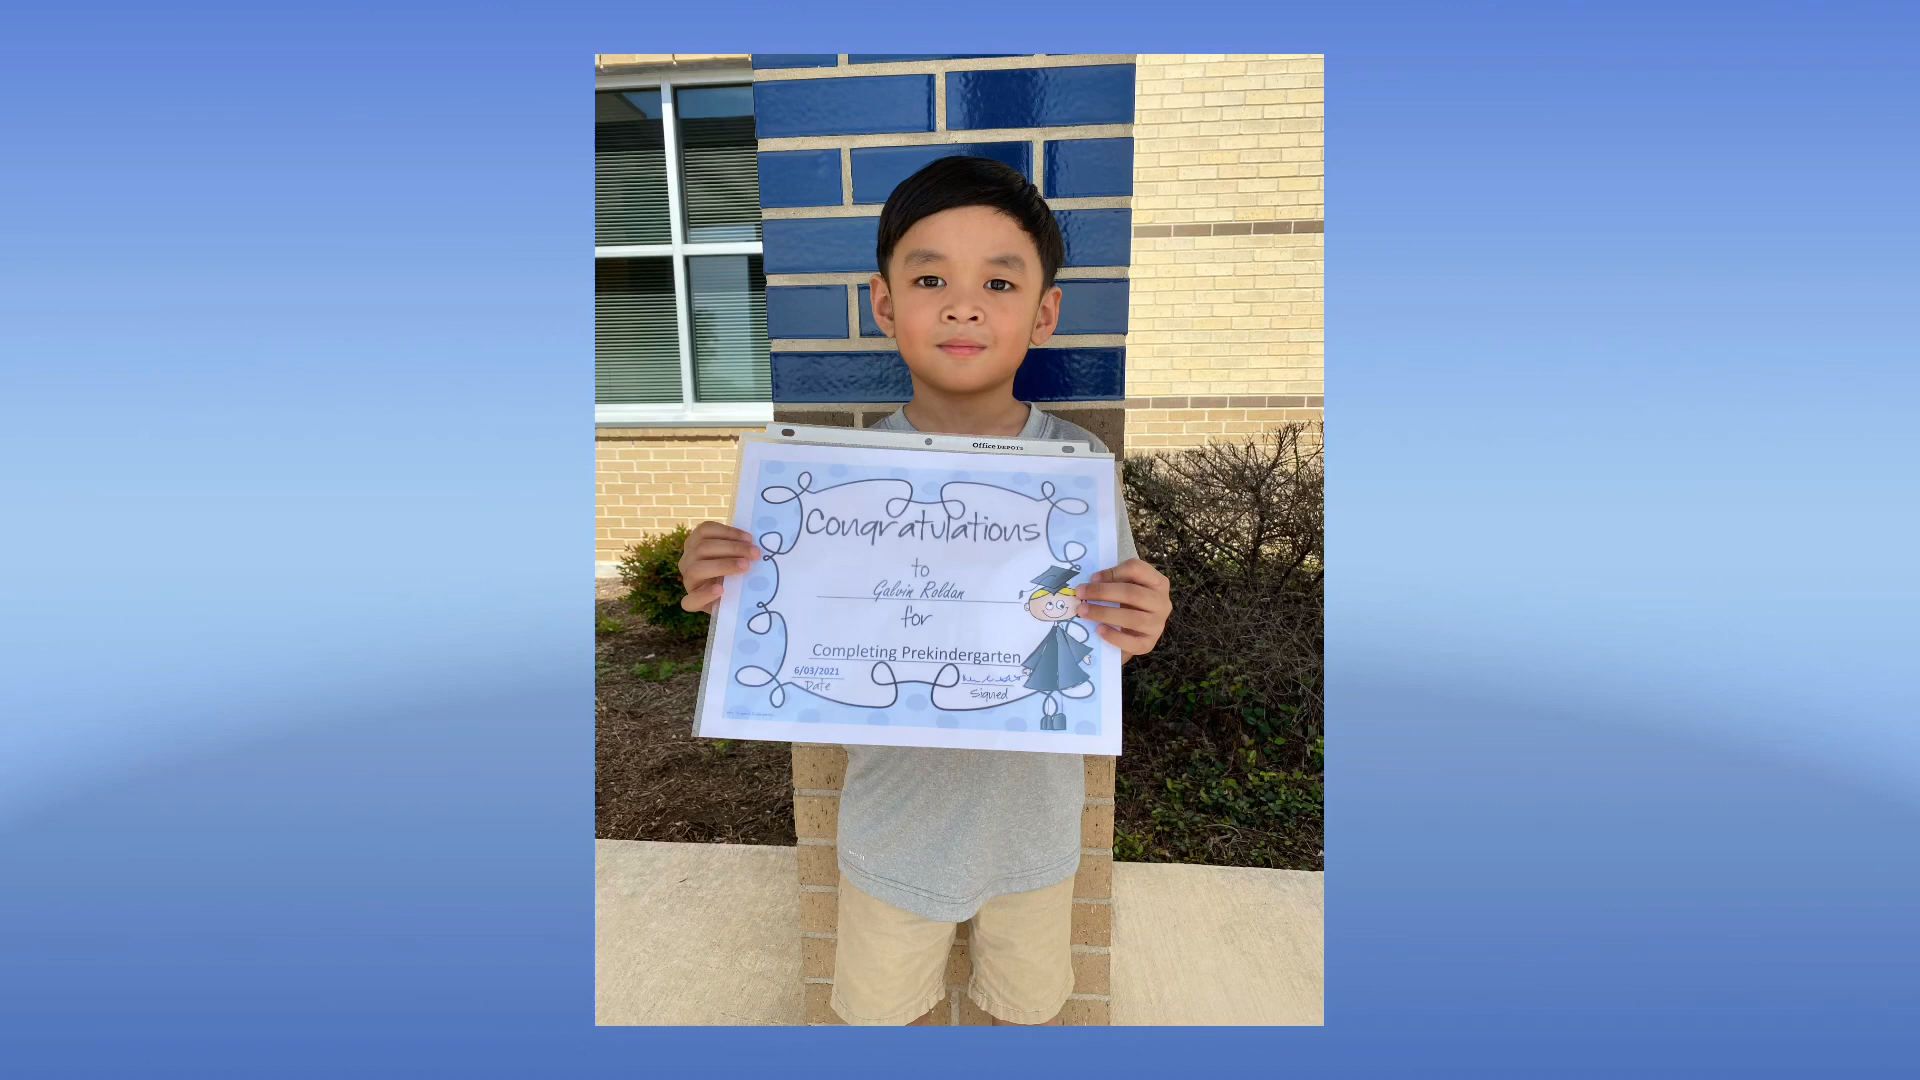 Office DEPOT
Congratulations
to
Galvin Roldan
for
Completing Prekindergarten
6/03/2021
Date
Signed